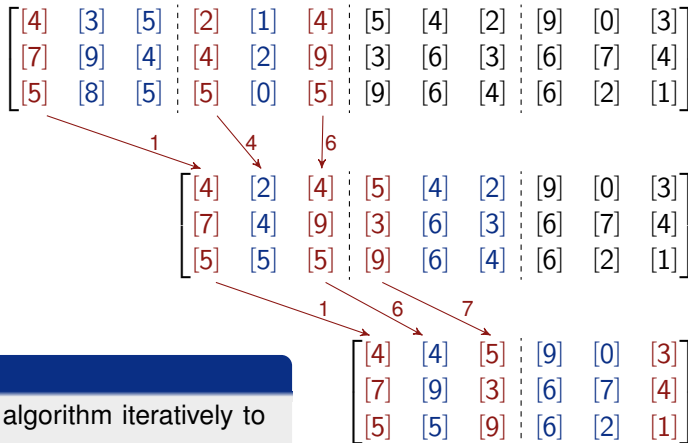 [4] [3] [5] [2] [1] [4] [5] [4] [2] [9] [0] [3]
[7] [9] [4] [4] [2] [9] [3] [6] [3] [6] [7] [4]
[5] [8] [5] [5] [0] [5] [9] [6] [4] [6] [2] [1]
1 4 6
[4] [2] [4] [5] [4] [2] [9] [0] [3]
[7] [4] [9] [3] [6] [3] [6] [7] [4]
[5] [5] [5] [9] [6] [4] [6] [2] [1]
1 6 7
[4] [4] [5] [9] [0] [3]
[7] [9] [3] [6] [7] [4]
[5] [5] [9] [6] [2] [1]
algorithm iteratively to